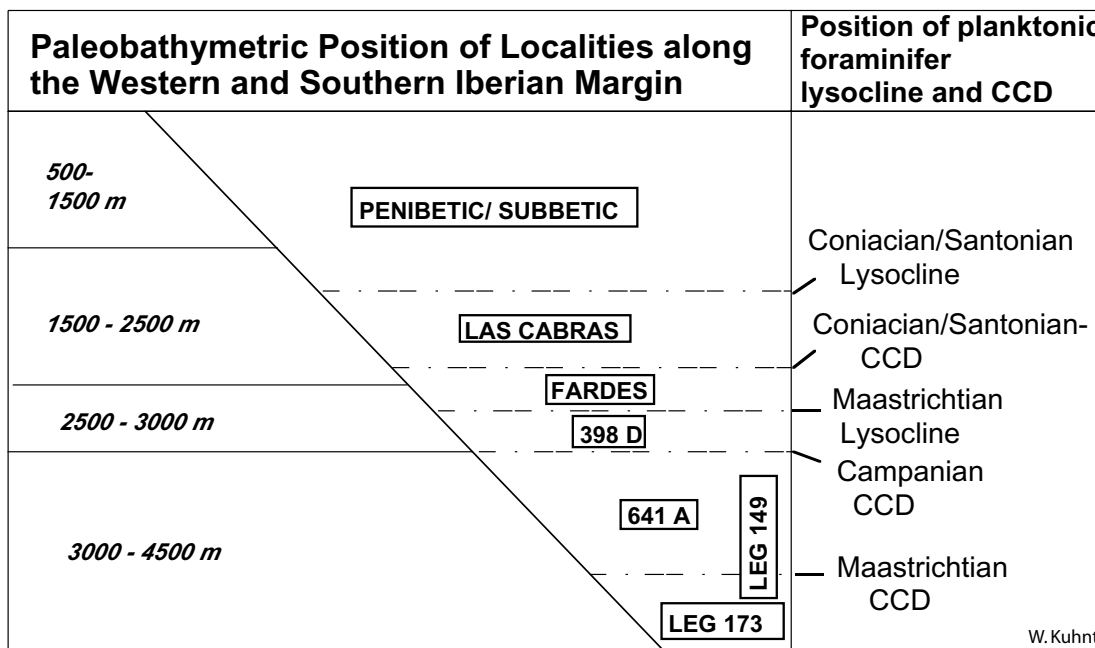 Paleobathymetric Position of Localities along
the Western and Southern Iberian Margin
Position of planktonic
foraminifer
lysocline and CCD
500-
1500 m
PENIBETIC/ SUBBETIC
Coniacian/Santonian
Lysocline
1500 - 2500 m
LAS CABRAS
Coniacian/Santonian-
CCD
FARDES
Maastrichtian
Lysocline
2500 - 3000 m
398 D
Campanian
CCD
641 A
LEG 149
3000 - 4500 m
Maastrichtian
CCD
LEG 173
W. Kuhnt